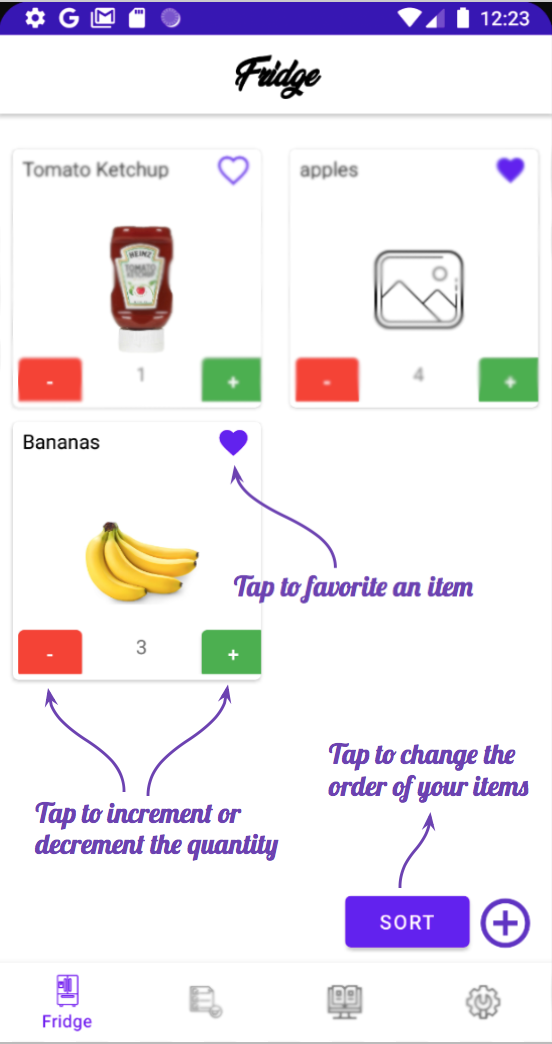 12:23
Fridge
Tomato Ketchup
apples
HEINZ
TOMATO
KETCHUP
- 1 +
- 4 +
Bananas
Tap to favorite an item
- 3 +
Tap to change the
order of your items
Tap to increment or
decrement the quantity
SORT
Fridge